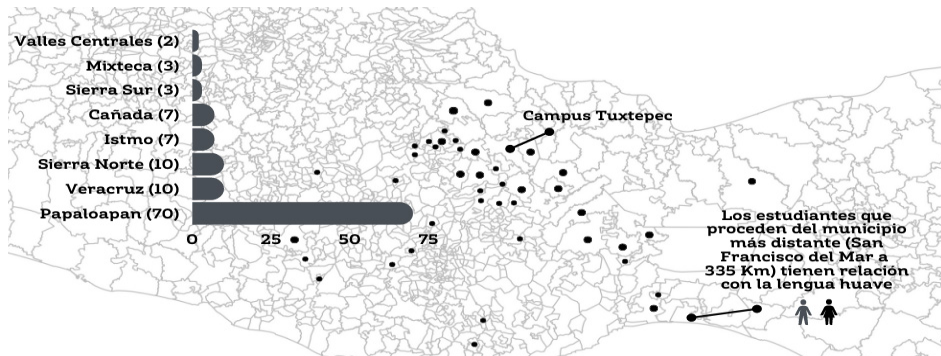 Valles Centrales (2)
Mixteca (3)
Sierra Sur (3)
Cañada (7)
Istmo (7)
Sierra Norte (10)
Veracruz (10)
Papaloapan (70)
0 25 50 75
Campus Tuxtepec
Los estudiantes que
proceden del municipio
más distante (San
Francisco del Mar a
335 Km) tienen relación
con la lengua huave